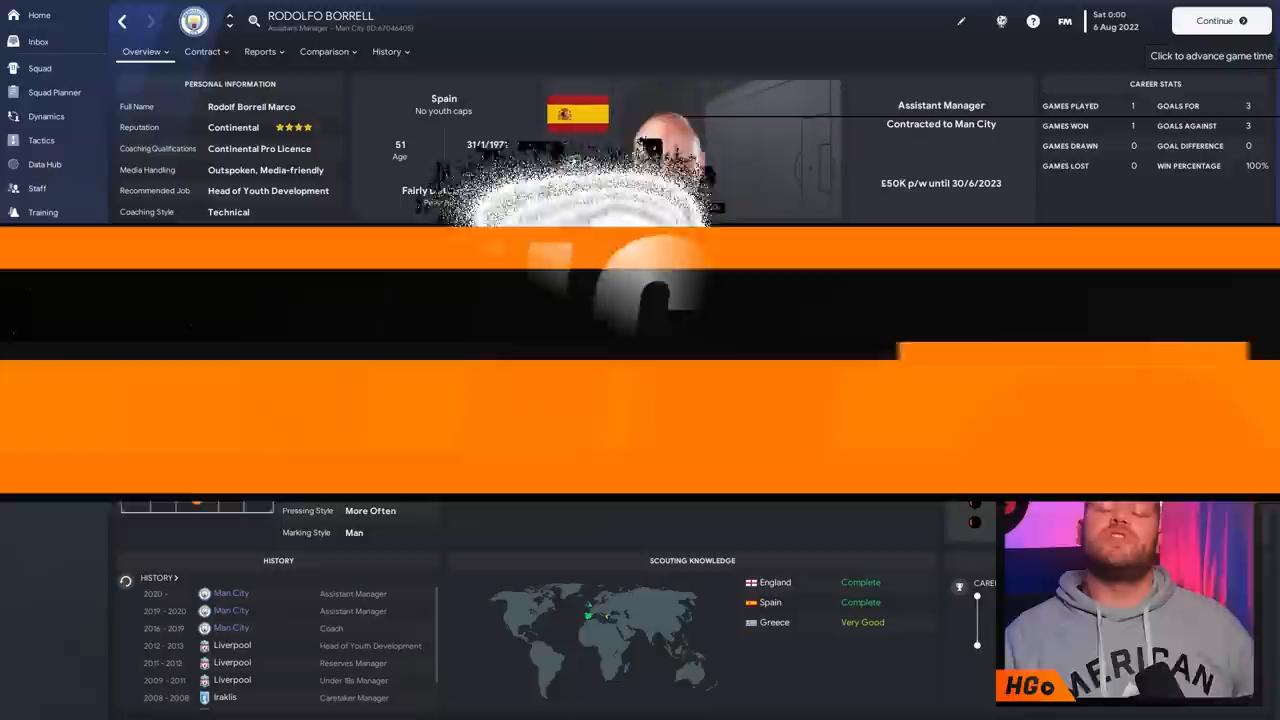 Home
Inbox
Squad
Squad Planner
Dynamics
Tactics
Data Hub
Staff
Training
RODOLFO BORRELL
Assistant Manager - Man City (ID:67046405)
FM
Sat 0:00
6 Aug 2022
Continue
Click to advance game time
Overview
Contract
Reports
Comparison
History
PERSONAL INFORMATION
Full Name Rodolf Borrell Marco
Reputation Continental
Coaching Qualifications Continental Pro Licence
Media Handling Outspoken, Media-friendly
Recommended Job Head of Youth Development
Coaching Style Technical
Spain
No youth caps
51
Age
31/1/1971
Fairly
Assistant Manager
Contracted to Man City
£50K p/w until 30/6/2023
CAREER STATS
GAMES PLAYED 1 GOALS FOR 3
GAMES WON 1 GOALS AGAINST 3
GAMES DRAWN 0 GOAL DIFFERENCE 0
GAMES LOST 0 WIN PERCENTAGE 100%
Pressing Style More Often
Marking Style Man
HISTORY
HISTORY >
2020 - Man City Assistant Manager
2019 - 2020 Man City Assistant Manager
2016 - 2019 Man City Coach
2012 - 2013 Liverpool Head of Youth Development
2011 - 2012 Liverpool Reserves Manager
2009 - 2011 Liverpool Under 18s Manager
2008 - 2008 Iraklis Caretaker Manager
SCOUTING KNOWLEDGE
England Complete
Spain Complete
Greece Very Good
CAREE
HGo